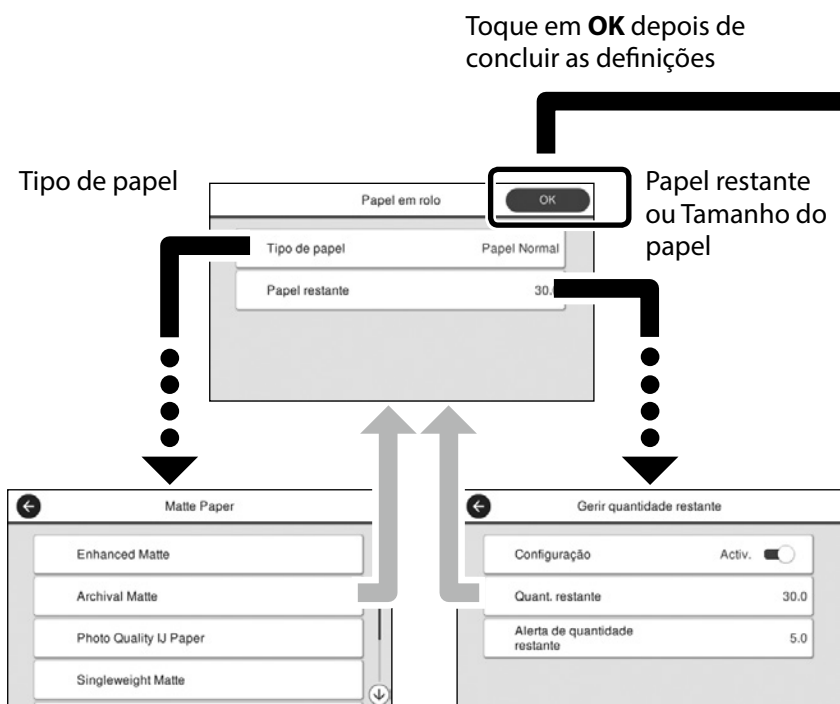 Toque em OK depois de
concluir as definições
Tipo de papel
Papel em rolo
OK
Tipo de papel
Papel Normal
Papel restante
30.
Papel restante
ou Tamanho do
papel
Matte Paper
Enhanced Matte
Archival Matte
Photo Quality IJ Paper
Singleweight Matte
Gerir quantidade restante
Configuração
Activ.
Quant. restante
30.0
Alerta de quantidade
restante
5.0